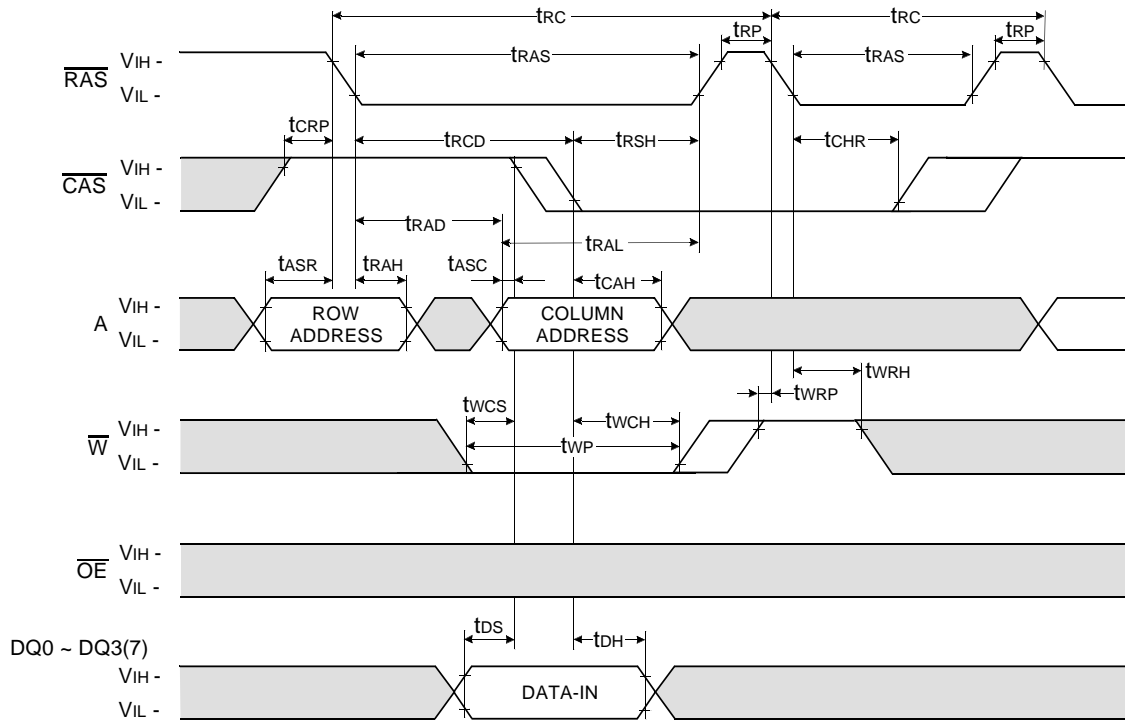 tRC tRC
tRP tRP
tRAS tRAS
RAS VIH -
VIL -
tCRP tRCD tRSH tCHR
CAS VIH -
VIL -
tRAD
tRAL
tASR tRAH tASC tCAH
A VIH -
VIL -
ROW ADDRESS
COLUMN ADDRESS
tWRH
tWRP
tWCS tWCH
tWP
W VIH -
VIL -
OE VIH -
VIL -
tDS tDH
DQ0 ~ DQ3(7)
VIH -
VIL -
DATA-IN